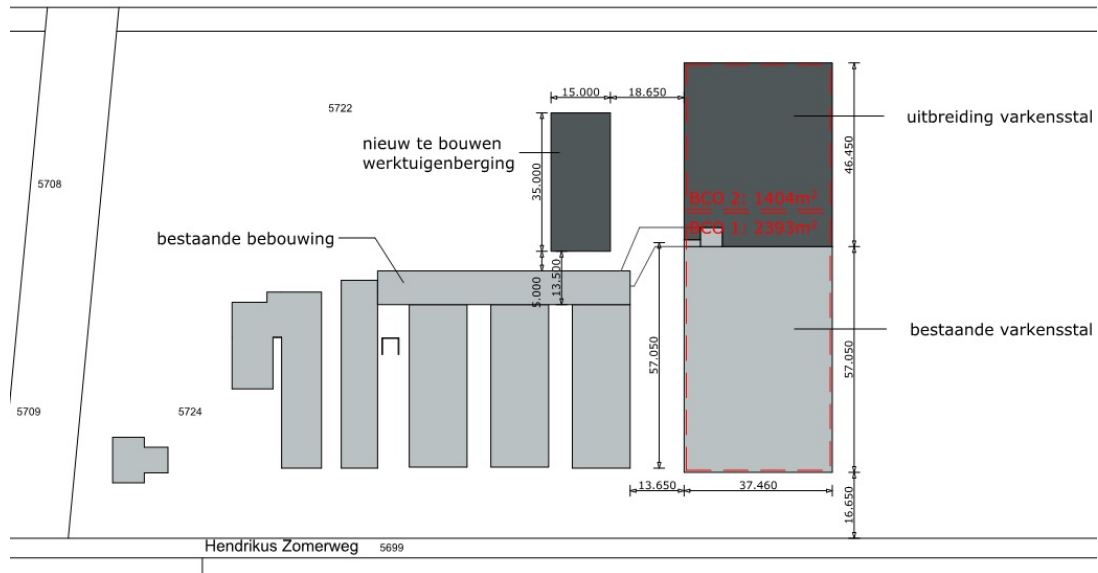 15.000
18.650
5722
nieuw te bouwen
werktuigenberging
35.000
uitbreiding varkensstal
46.450
5708
BCO 2: 1404m²
BCO 1: 2393m²
bestaande bebouwing
5.000
13.500
57.050
bestaande varkensstal
57.050
5709
5724
13.650
37.460
16.650
Hendrikus Zomerweg
5699